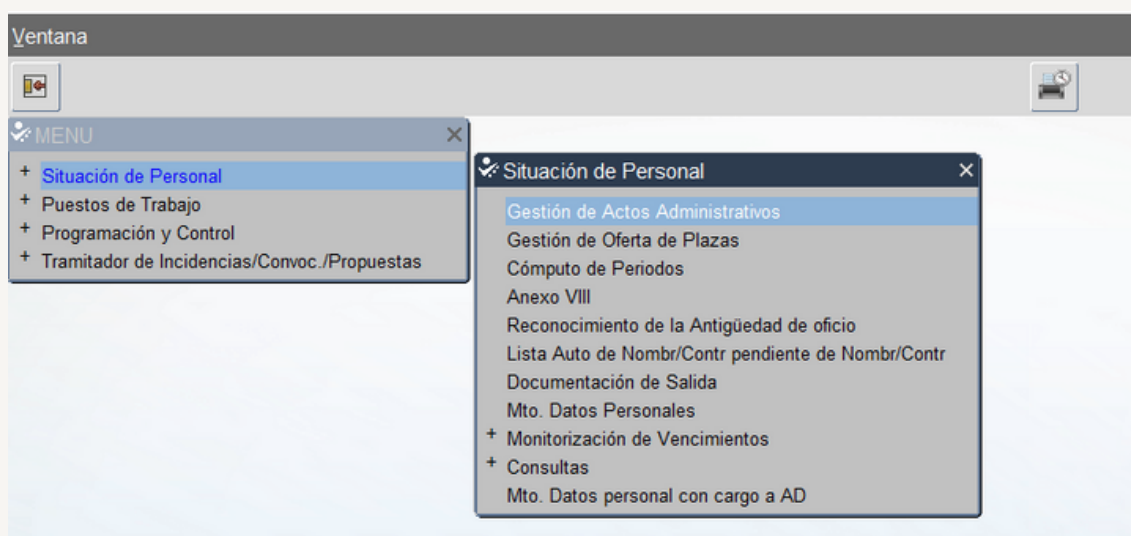 Ventana
MENU
+ Situación de Personal
+ Puestos de Trabajo
+ Programación y Control
+ Tramitador de Incidencias/Convoc./Propuestas
Situación de Personal
Gestión de Actos Administrativos
Gestión de Oferta de Plazas
Cómputo de Periodos
Anexo VIII
Reconocimiento de la Antigüedad de oficio
Lista Auto de Nombr/Contr pendiente de Nombr/Contr
Documentación de Salida
Mto. Datos Personales
+ Monitorización de Vencimientos
+ Consultas
Mto. Datos personal con cargo a AD